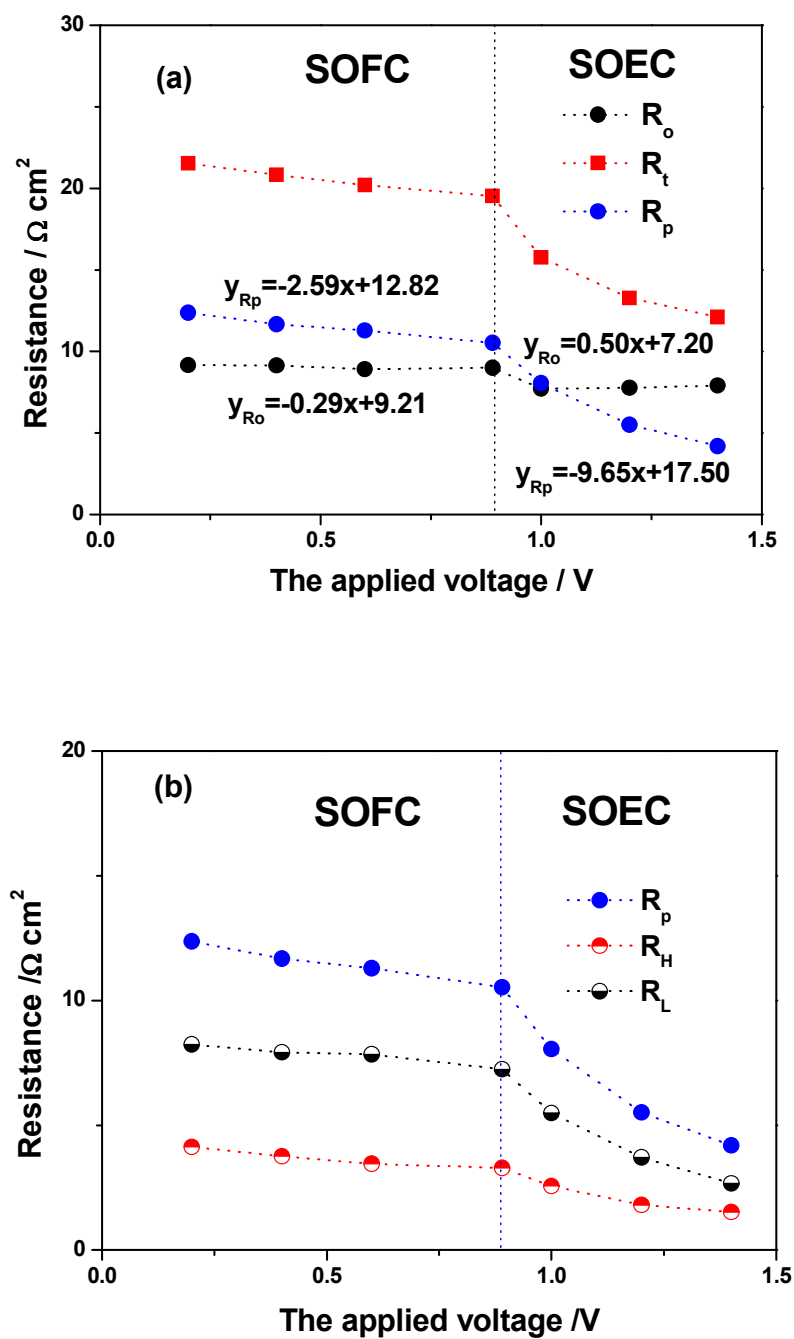 30
(a)
SOFC
SOEC
R_o
R_t
R_p
20
y_Rp=-2.59x+12.82
y_Ro=0.50x+7.20
10
y_Ro=-0.29x+9.21
y_Rp=-9.65x+17.50
0
0.0 0.5 1.0 1.5
Resistance / Ω cm²
The applied voltage / V
20
(b)
SOFC
SOEC
R_p
R_H
R_L
10
0
0.0 0.5 1.0 1.5
Resistance /Ω cm²
The applied voltage /V